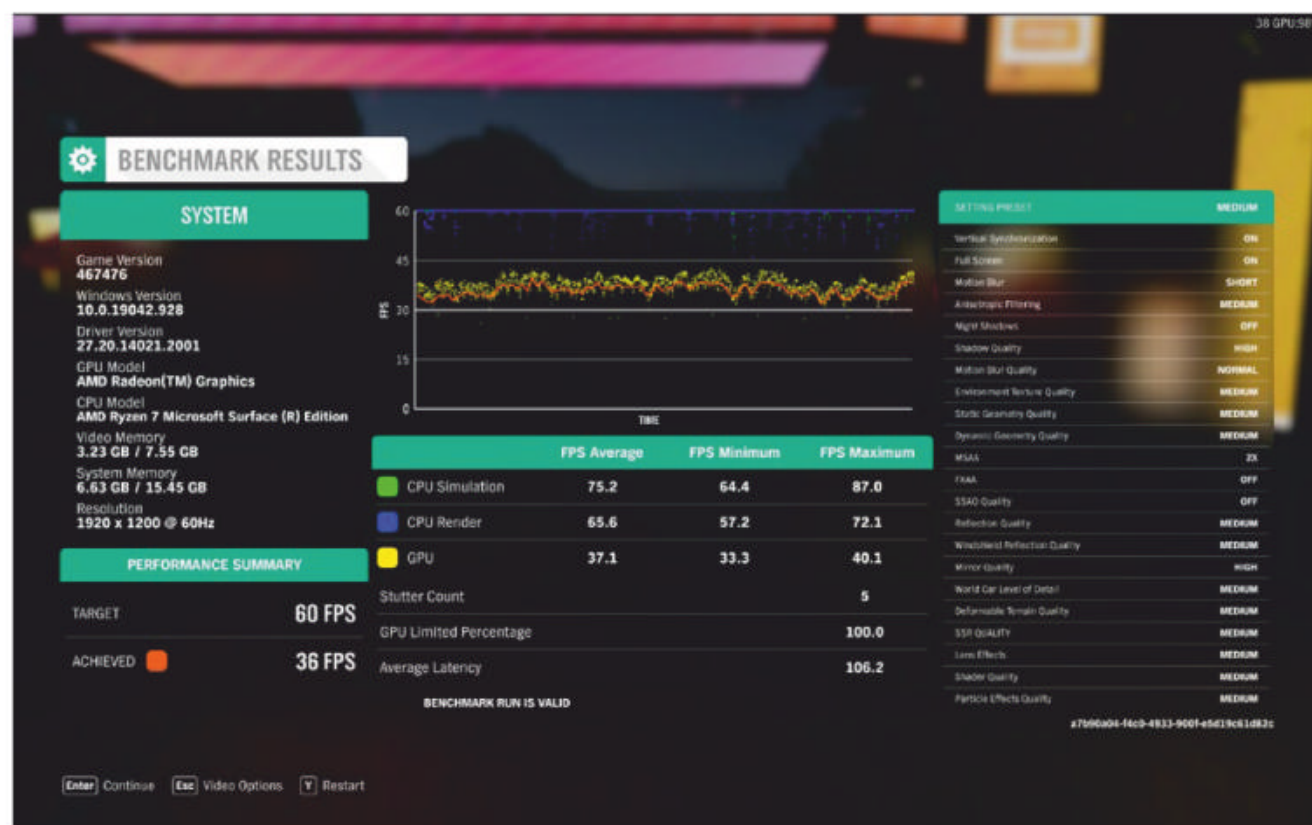 38 GPU:98
BENCHMARK RESULTS
SYSTEM
Game Version
467476
Windows Version
10.0.19042.928
Driver Version
27.20.14021.2001
GPU Model
AMD Radeon(TM) Graphics
CPU Model
AMD Ryzen 7 Microsoft Surface (R) Edition
Video Memory
3.23 GB / 7.55 GB
System Memory
6.63 GB / 15.45 GB
Resolution
1920 x 1200 @ 60Hz
PERFORMANCE SUMMARY
TARGET 60 FPS
ACHIEVED 36 FPS
60
45
FPS
30
15
0
TIME
FPS Average FPS Minimum FPS Maximum
CPU Simulation 75.2 64.4 87.0
CPU Render 65.6 57.2 72.1
GPU 37.1 33.3 40.1
Stutter Count 5
GPU Limited Percentage 100.0
Average Latency 106.2
BENCHMARK RUN IS VALID
SETTING PRESET MEDIUM
Vertical Synchronization ON
Full Screen ON
Motion Blur SHORT
Anisotropic Filtering MEDIUM
Night Shadows OFF
Shadow Quality HIGH
Motion Blur Quality NORMAL
Environment Texture Quality MEDIUM
Static Geometry Quality MEDIUM
Dynamic Geometry Quality MEDIUM
MSAA 2X
FXAA OFF
SSAO Quality OFF
Reflection Quality MEDIUM
Windshield Reflection Quality MEDIUM
Mirror Quality HIGH
World Car Level of Detail MEDIUM
Deformable Terrain Quality MEDIUM
SSR QUALITY MEDIUM
Lens Effects MEDIUM
Shader Quality MEDIUM
Particle Effects Quality MEDIUM
a7b90a04-f4c0-4933-900f-e5d19c61d82c
Enter Continue Esc Video Options Y Restart